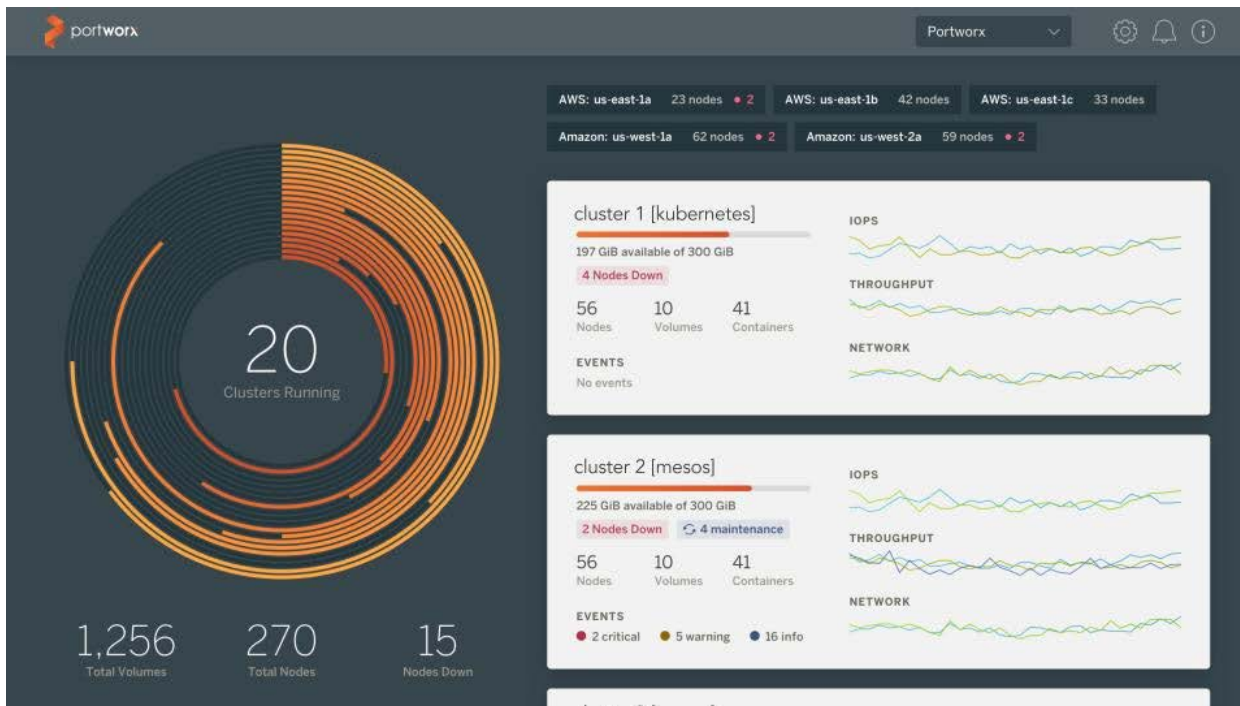 portworx
Portworx
AWS: us-east-1a 23 nodes 2 AWS: us-east-1b 42 nodes AWS: us-east-1c 33 nodes
Amazon: us-west-1a 62 nodes 2 Amazon: us-west-2a 59 nodes 2
20
Clusters Running
1,256 270 15
Total Volumes Total Nodes Nodes Down
cluster 1 [kubernetes]
197 GiB available of 300 GiB
4 Nodes Down
56 10 41
Nodes Volumes Containers
EVENTS
No events
IOPS
THROUGHPUT
NETWORK
cluster 2 [mesos]
225 GiB available of 300 GiB
2 Nodes Down 4 maintenance
56 10 41
Nodes Volumes Containers
EVENTS
2 critical 5 warning 16 info
IOPS
THROUGHPUT
NETWORK